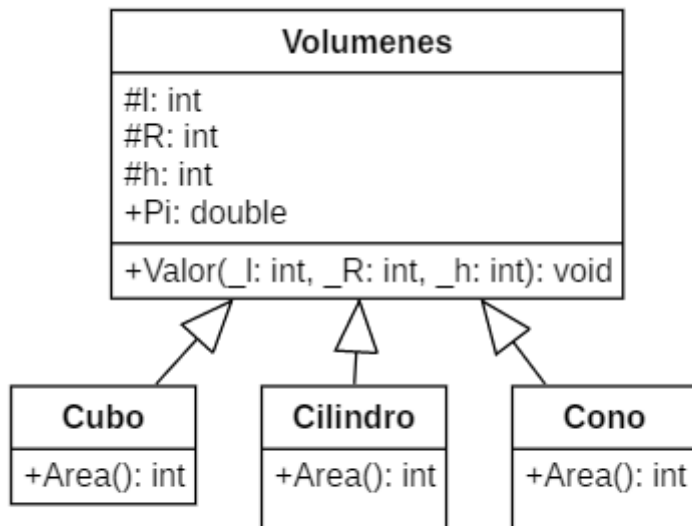 Volumenes
#l: int
#R: int
#h: int
+Pi: double
+Valor(_l: int, _R: int, _h: int): void
Cubo
+Area(): int
Cilindro
+Area(): int
Cono
+Area(): int